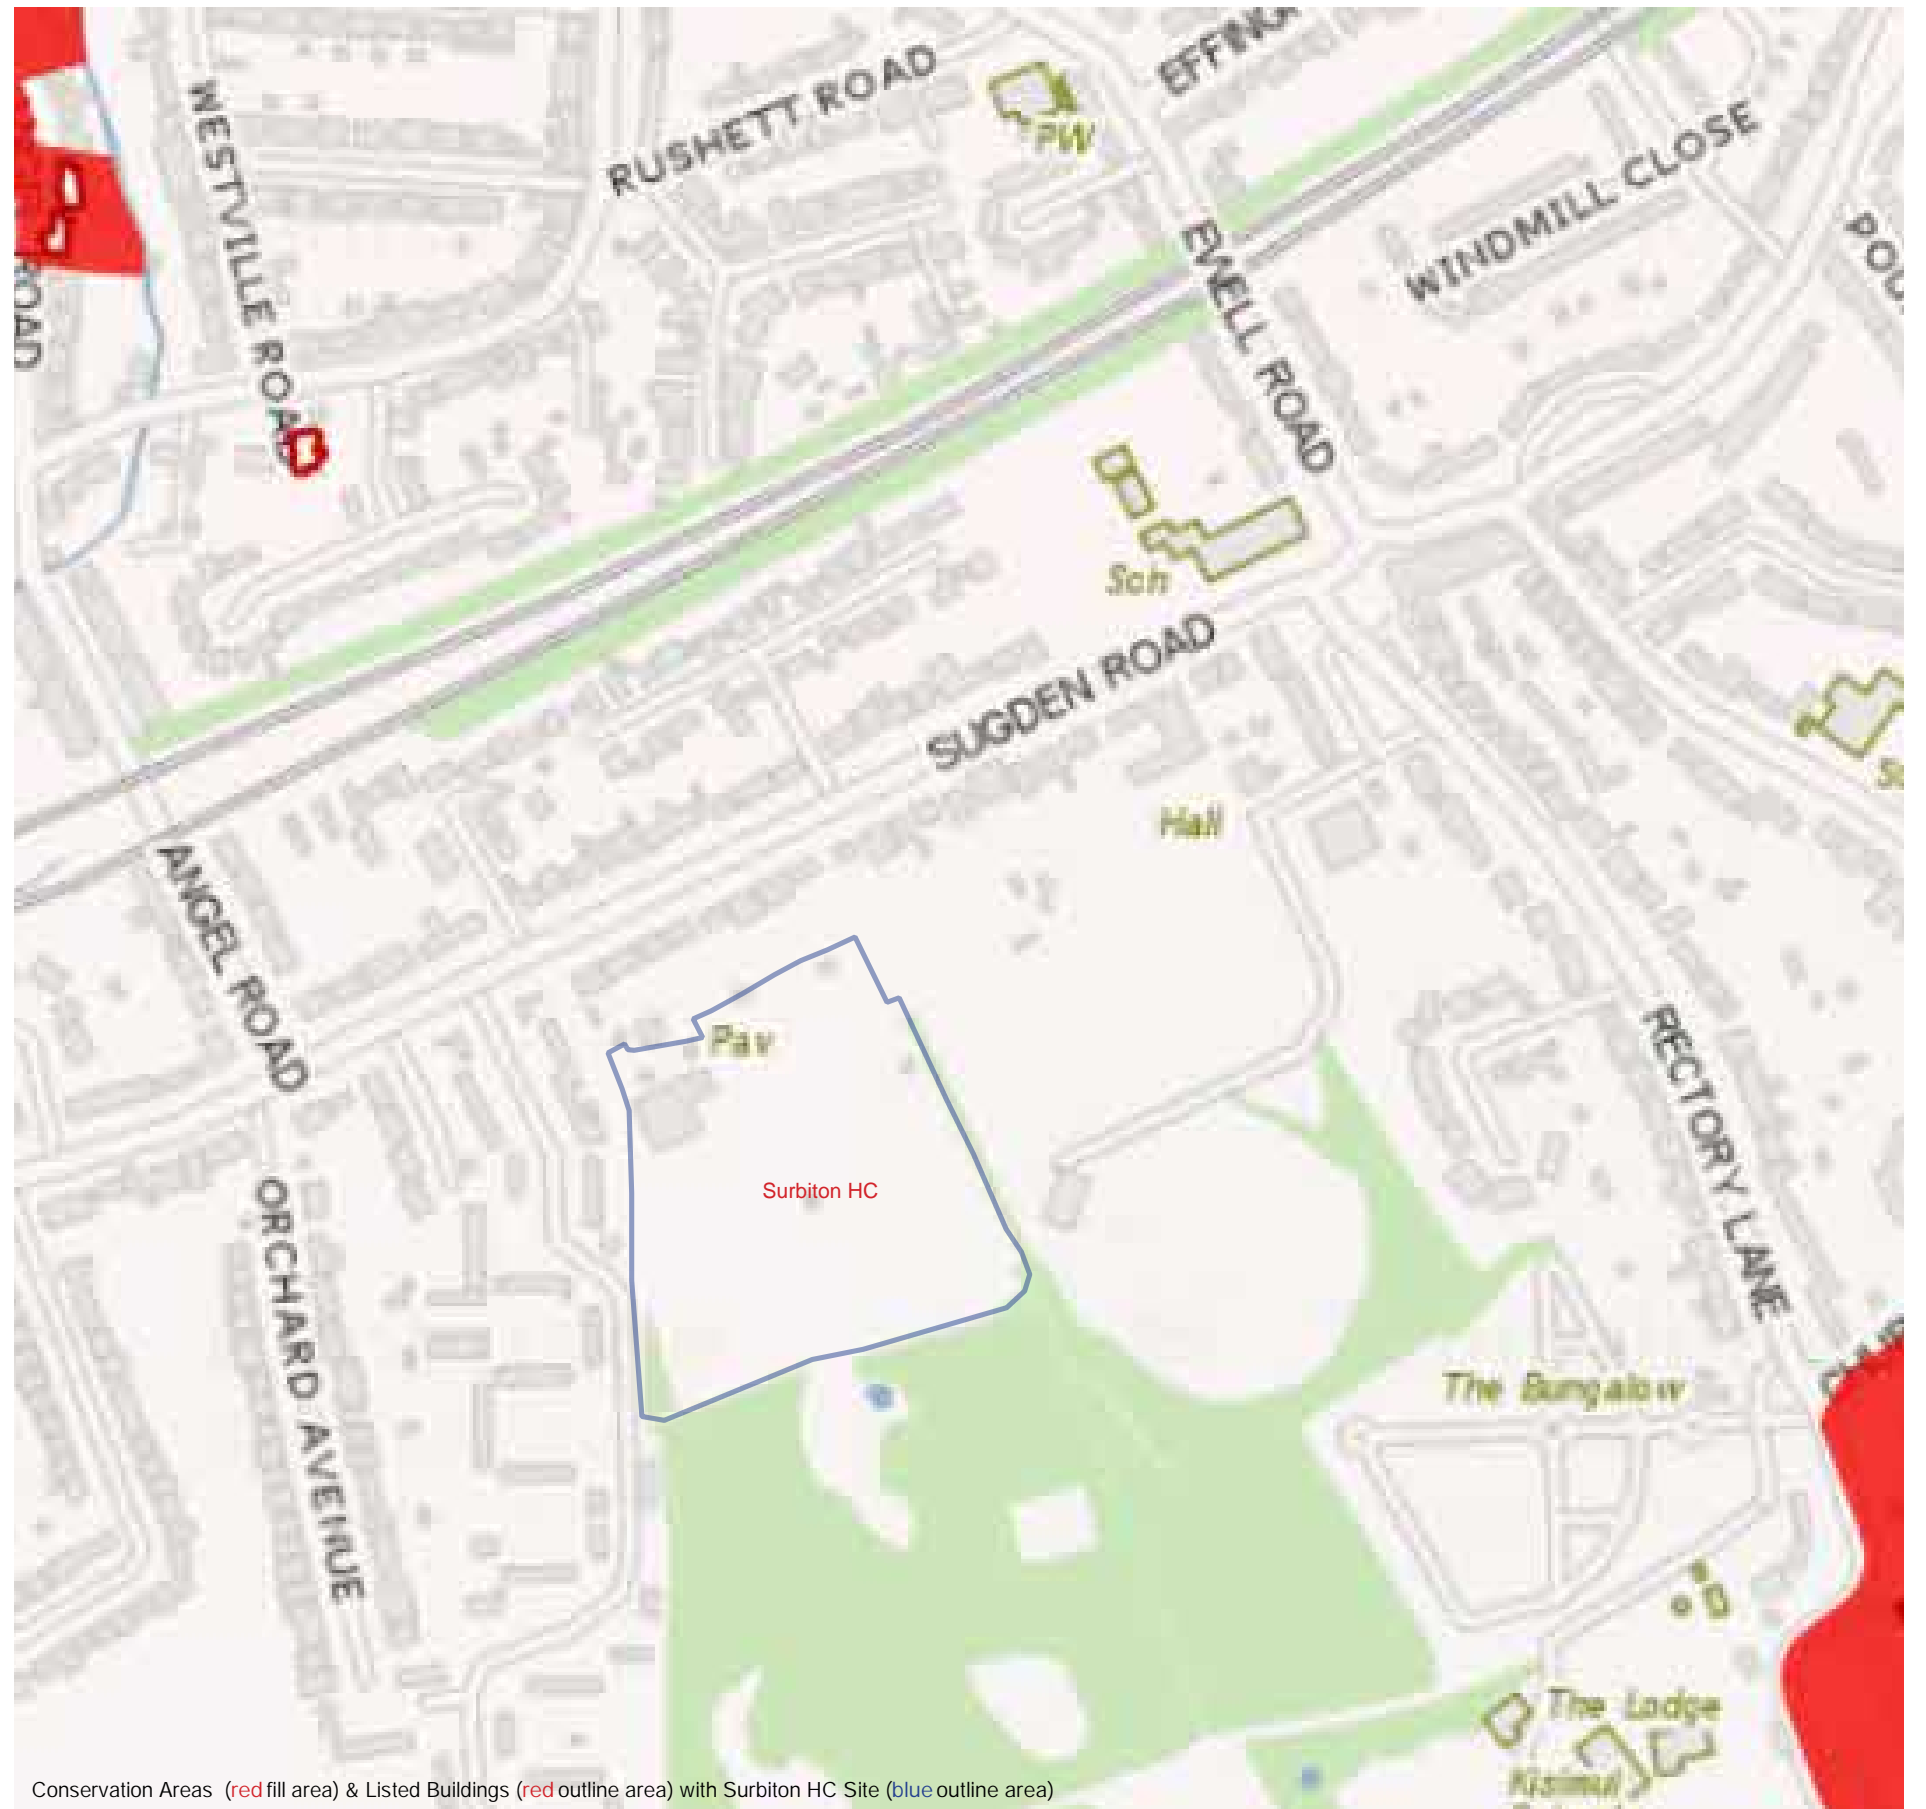 WESTVILLE ROAD
RUSHETT ROAD
PW
EWELL ROAD
WINDMILL CLOSE
ROAD
Sch
SUGDEN ROAD
Hall
ANGEL ROAD
Pav
Surbiton HC
RECTORY LANE
ORCHARD AVENUE
The Bungalow
The Lodge
Kisimul
Conservation Areas (red fill area) & Listed Buildings (red outline area) with Surbiton HC Site (blue outline area)